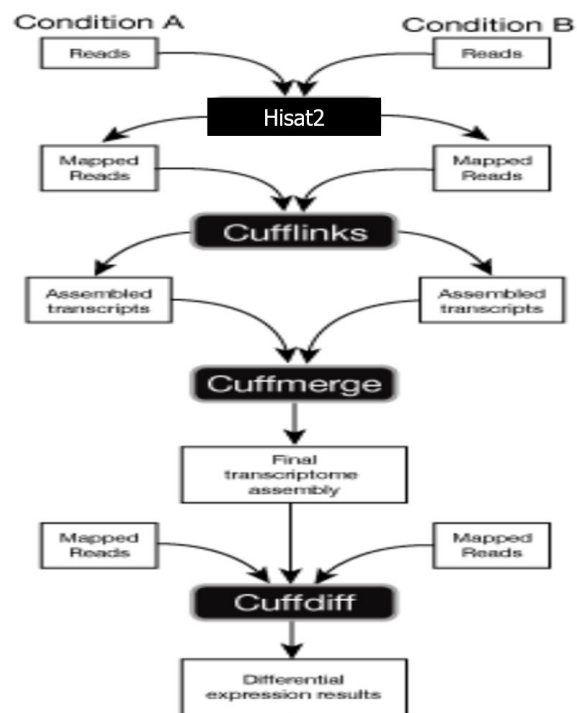 Condition A
Condition B
Reads
Reads
Hisat2
Mapped
Reads
Mapped
Reads
Cufflinks
Assembled
transcripts
Assembled
transcripts
Cuffmerge
Final
transcriptome
assembly
Mapped
Reads
Mapped
Reads
Cuffdiff
Differential
expression results